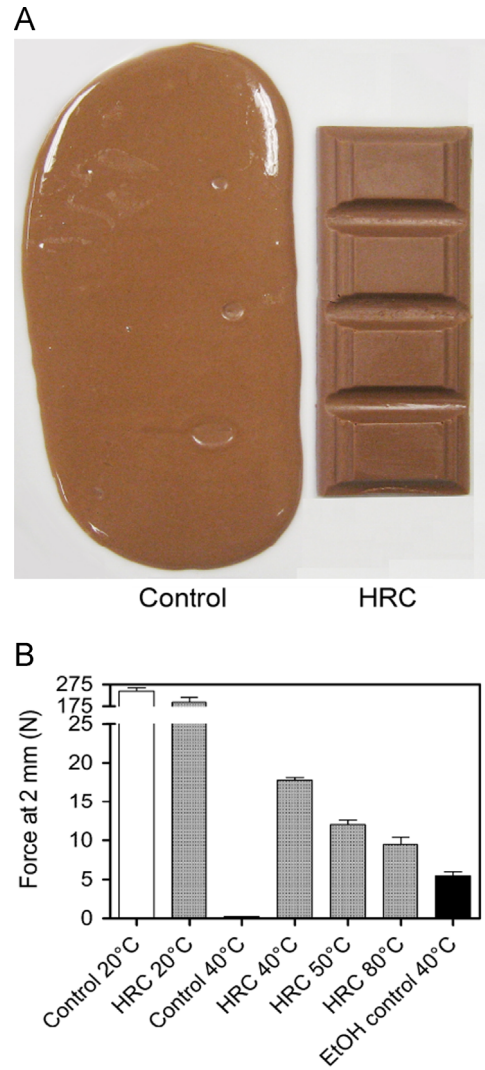 A
Control HRC
B
Force at 2 mm (N)
275
175
25
20
15
10
5
0
Control 20°C
HRC 20°C
Control 40°C
HRC 40°C
HRC 50°C
HRC 80°C
EtOH control 40°C